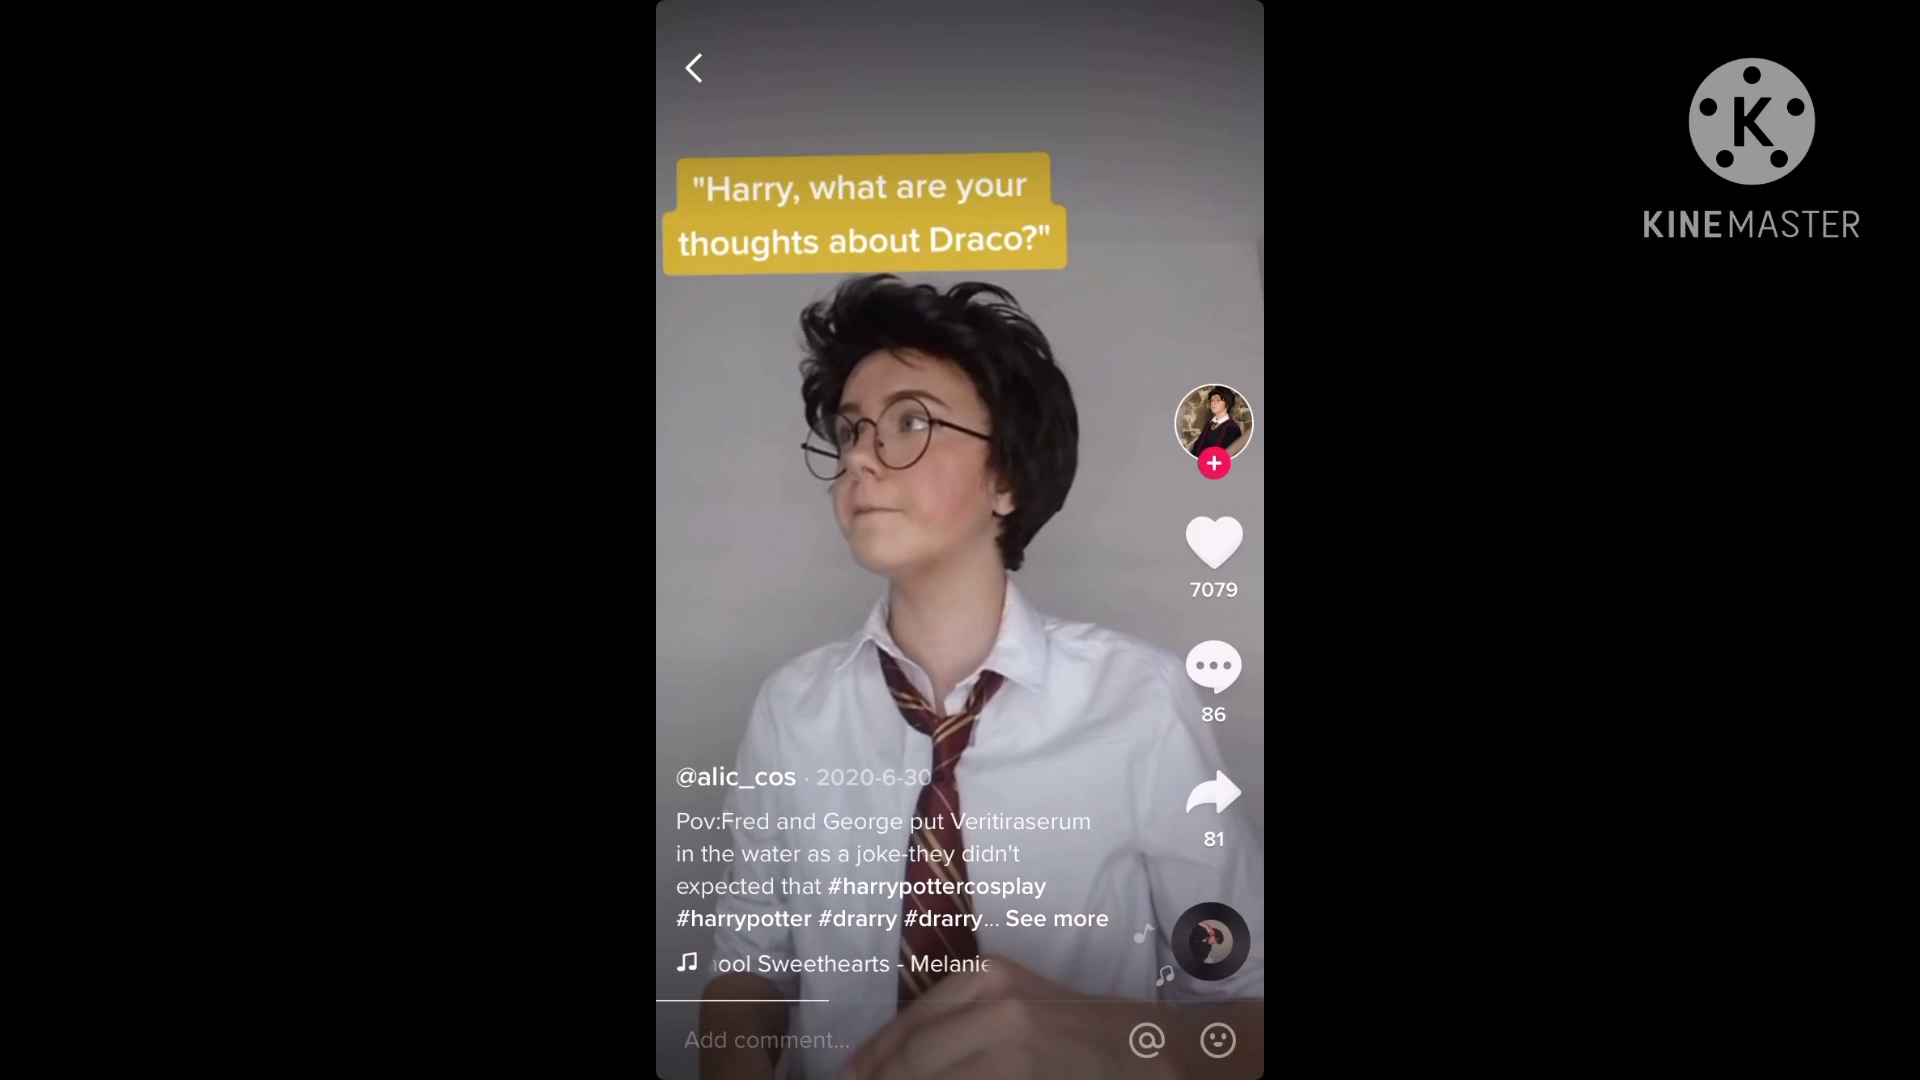 "Harry, what are your
thoughts about Draco?"
K
KINEMASTER
7079
86
81
@alic_cos · 2020-6-30
Pov:Fred and George put Veritiraserum
in the water as a joke-they didn't
expected that #harrypottercosplay
#harrypotter #drarry #drarry... See more
ool Sweethearts - Melanie
Add comment...